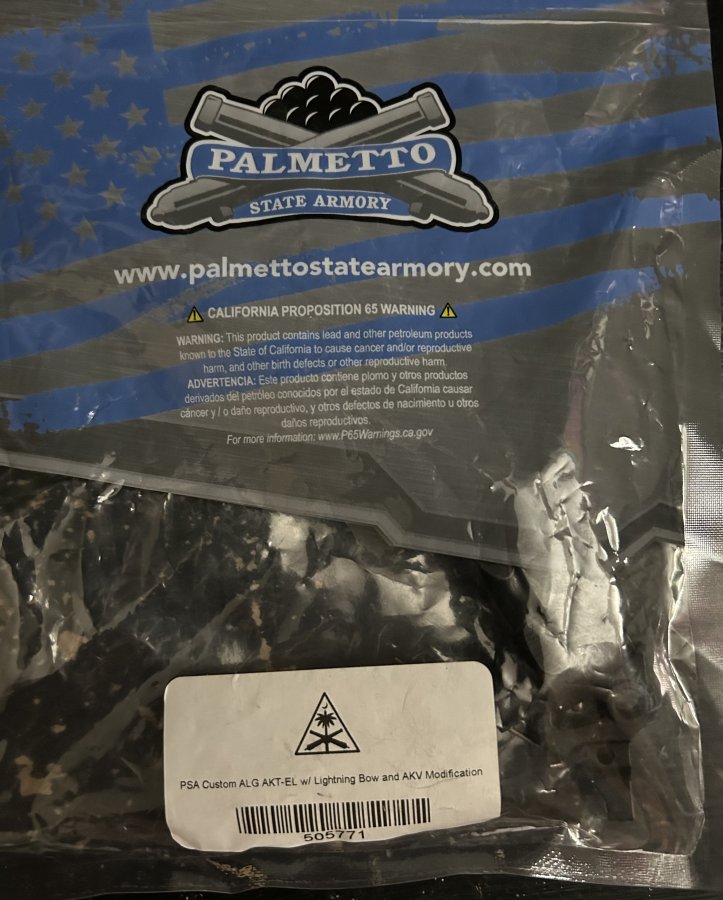 PALMETTO
STATE ARMORY
www.palmettostatearmory.com
CALIFORNIA PROPOSITION 65 WARNING
WARNING: This product contains lead and other petroleum products
known to the State of California to cause cancer and/or reproductive
harm, and other birth defects or other reproductive harm.
ADVERTENCIA: Este producto contiene plomo y otros productos
derivados del petróleo conocidos por el estado de California causar
cáncer y / o daño reproductivo, y otros defectos de nacimiento u otros
daños reproductivos.
For more information: www.P65Warnings.ca.gov
PSA Custom ALG AKT-EL w/ Lightning Bow and AKV Modification
505771